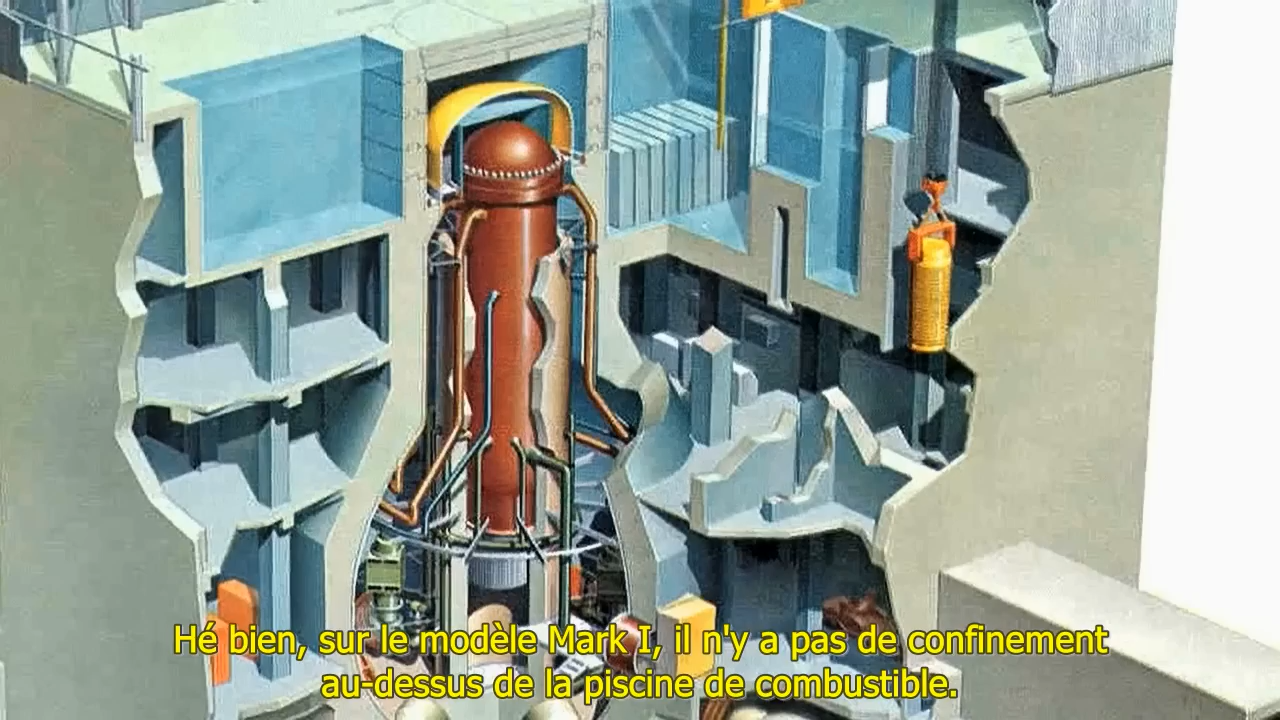 Hé bien, sur le modèle Mark I, il n'y a pas de confinement
au-dessus de la piscine de combustible.